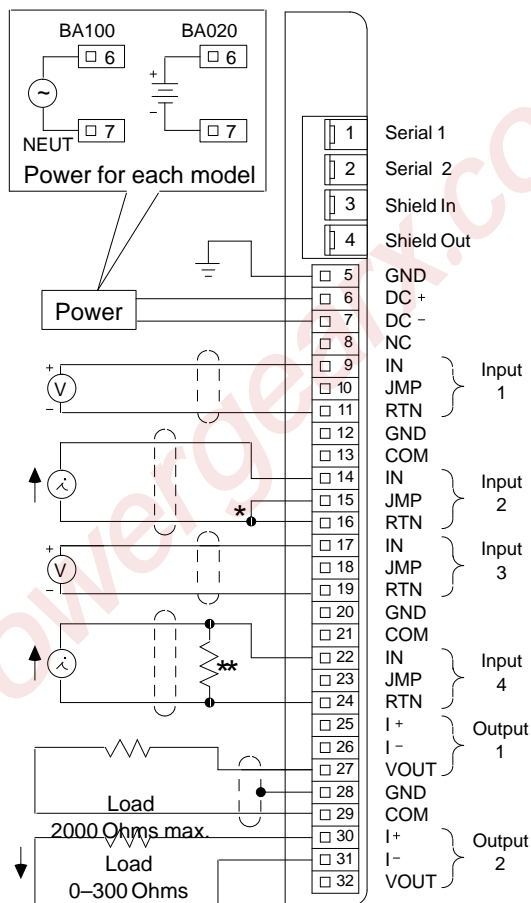 BA100 BA020
6 6
+
~
−
7 7
NEUT
Power for each model
1 Serial 1
2 Serial 2
3 Shield In
4 Shield Out
5 GND
Power 6 DC +
7 DC −
8 NC
+ 9 IN
V 10 JMP Input 1
− 11 RTN
12 GND
13 COM
14 IN
i 15 JMP Input 2
* 16 RTN
+ 17 IN
V 18 JMP Input 3
− 19 RTN
20 GND
21 COM
22 IN
i ** 23 JMP Input 4
24 RTN
25 I +
26 I − Output 1
27 VOUT
28 GND
Load 29 COM
2000 Ohms max. 30 I+
Load 31 I− Output 2
0–300 Ohms 32 VOUT
owergearx.co